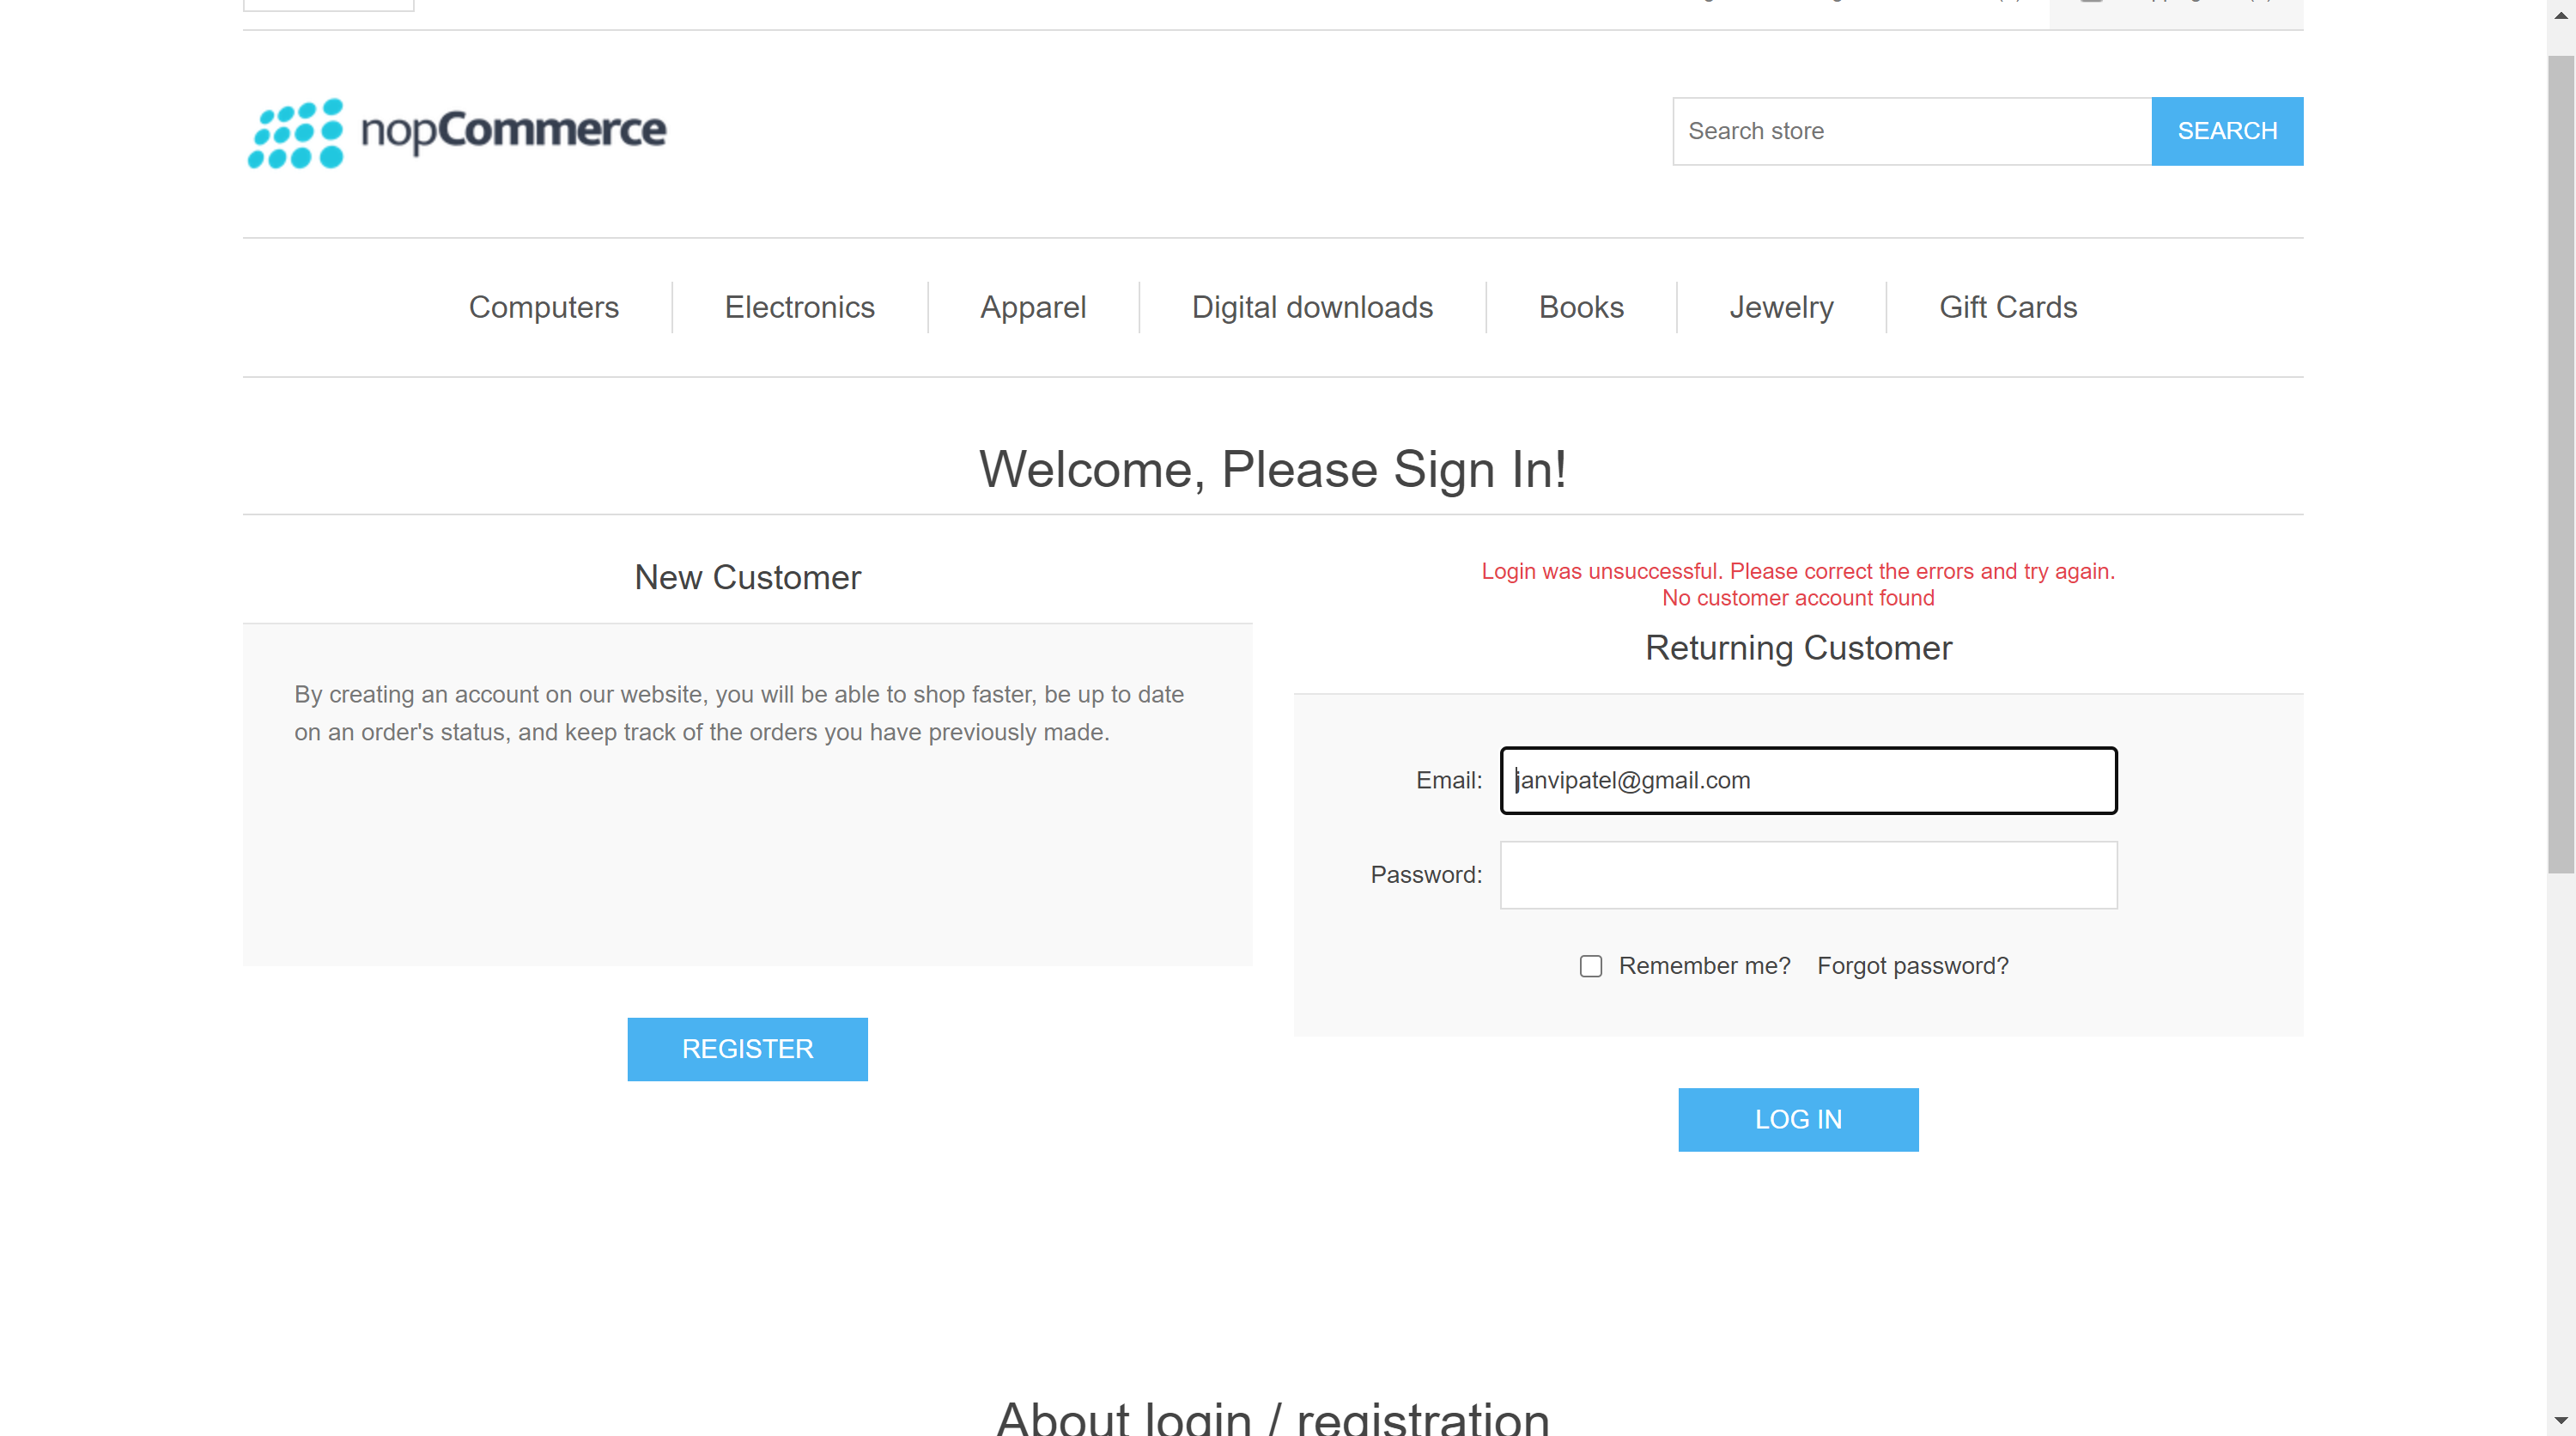 nopCommerce
Search store
SEARCH
Computers
Electronics
Apparel
Digital downloads
Books
Jewelry
Gift Cards
Welcome, Please Sign In!
New Customer
By creating an account on our website, you will be able to shop faster, be up to date
on an order's status, and keep track of the orders you have previously made.
REGISTER
Login was unsuccessful. Please correct the errors and try again.
No customer account found
Returning Customer
Email: janvipatel@gmail.com
Password:
Remember me? Forgot password?
LOG IN
About login / registration